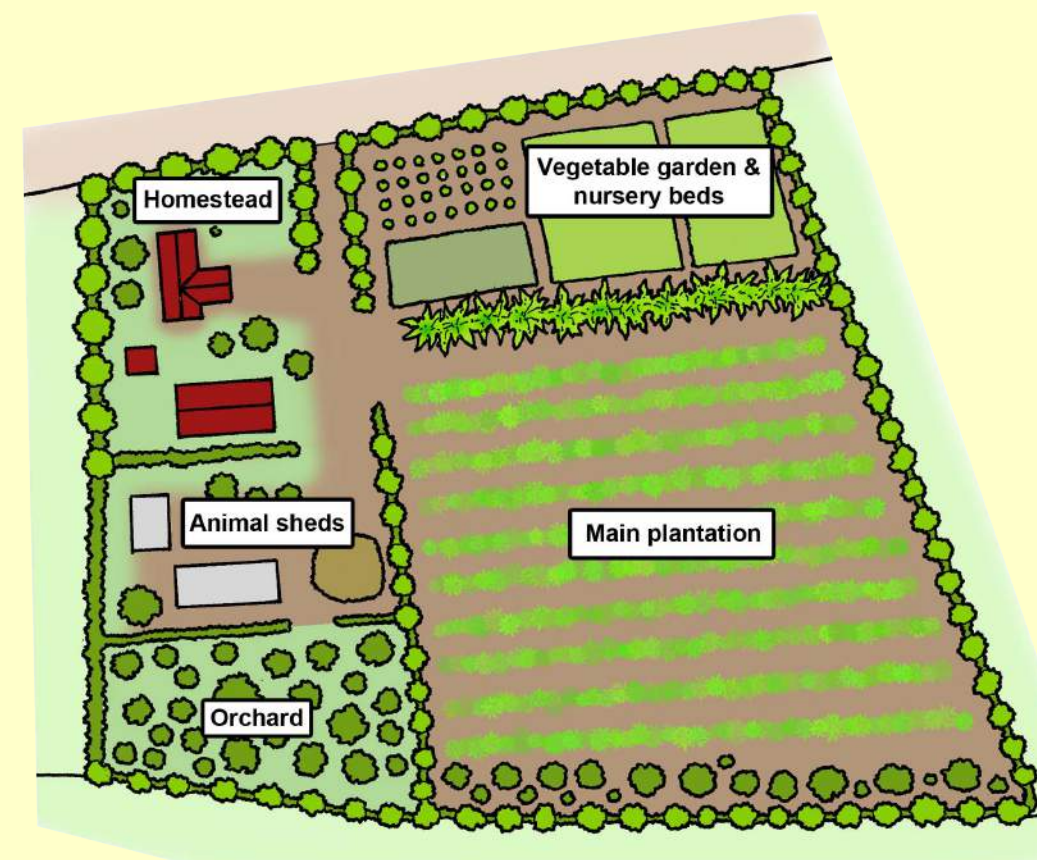 Homestead
Vegetable garden &
nursery beds
Animal sheds
Main plantation
Orchard